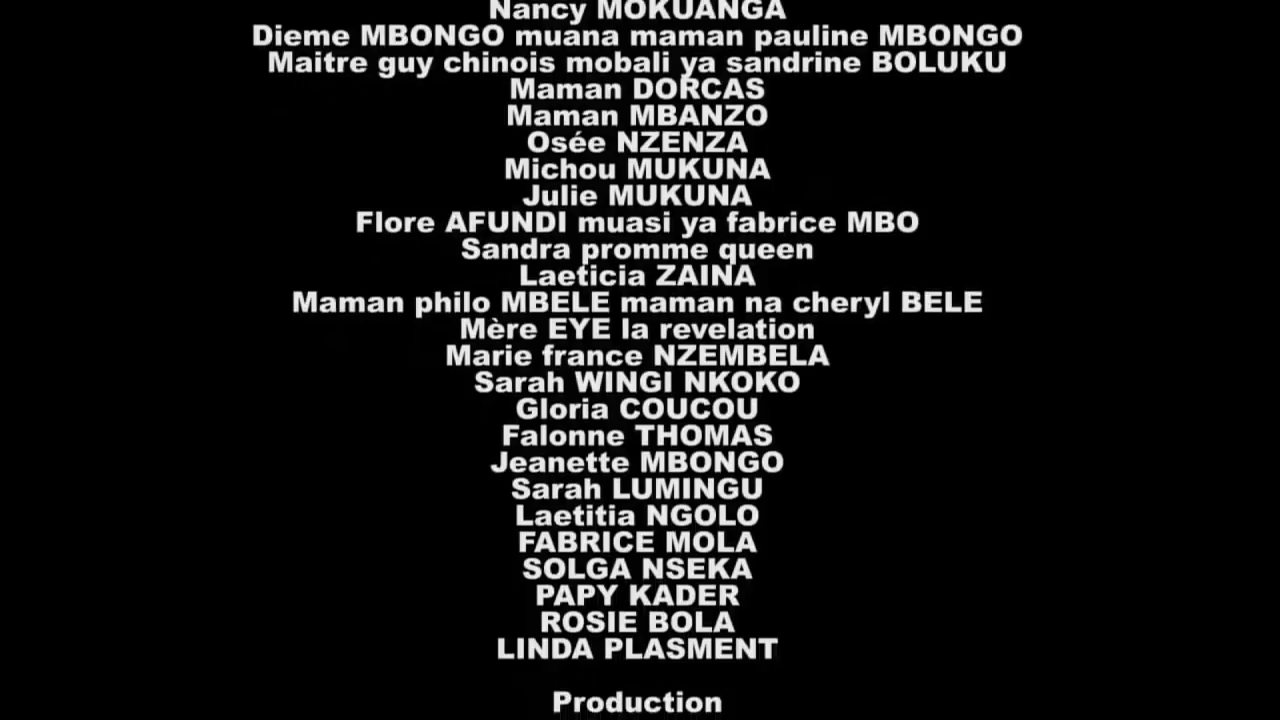 Nancy MOKUANGA
Dieme MBONGO muana maman pauline MBONGO
Maitre guy chinois mobali ya sandrine BOLUKU
Maman DORCAS
Maman MBANZO
Osée NZENZA
Michou MUKUNA
Julie MUKUNA
Flore AFUNDI muasi ya fabrice MBO
Sandra promme queen
Laeticia ZAINA
Maman philo MBELE maman na cheryl BELE
Mère EYE la revelation
Marie france NZEMBELA
Sarah WINGI NKOKO
Gloria COUCOU
Falonne THOMAS
Jeanette MBONGO
Sarah LUMINGU
Laetitia NGOLO
FABRICE MOLA
SOLGA NSEKA
PAPY KADER
ROSIE BOLA
LINDA PLASMENT
Production